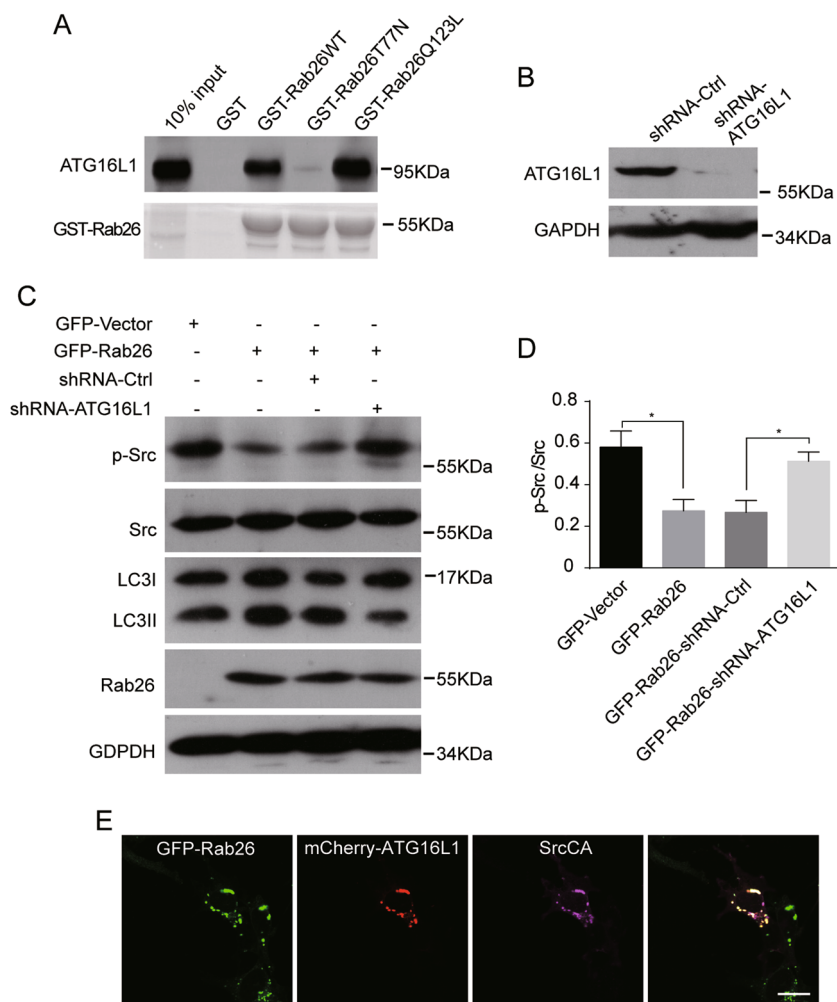 A
10% input
GST
GST-Rab26WT
GST-Rab26T77N
GST-Rab26Q123L
ATG16L1
95KDa
GST-Rab26
55KDa
B
shRNA-Ctrl
shRNA-
ATG16L1
ATG16L1
55KDa
GAPDH
34KDa
C
GFP-Vector + - - -
GFP-Rab26 - + + +
shRNA-Ctrl - - + -
shRNA-ATG16L1 - - - +
p-Src
55KDa
Src
55KDa
LC3I
17KDa
LC3II
Rab26
55KDa
GDPDH
34KDa
D
p-Src/Src
0.8
0.6
0.4
0.2
0
*
*
GFP-Vector
GFP-Rab26
GFP-Rab26-shRNA-Ctrl
GFP-Rab26-shRNA-ATG16L1
E
GFP-Rab26
mCherry-ATG16L1
SrcCA